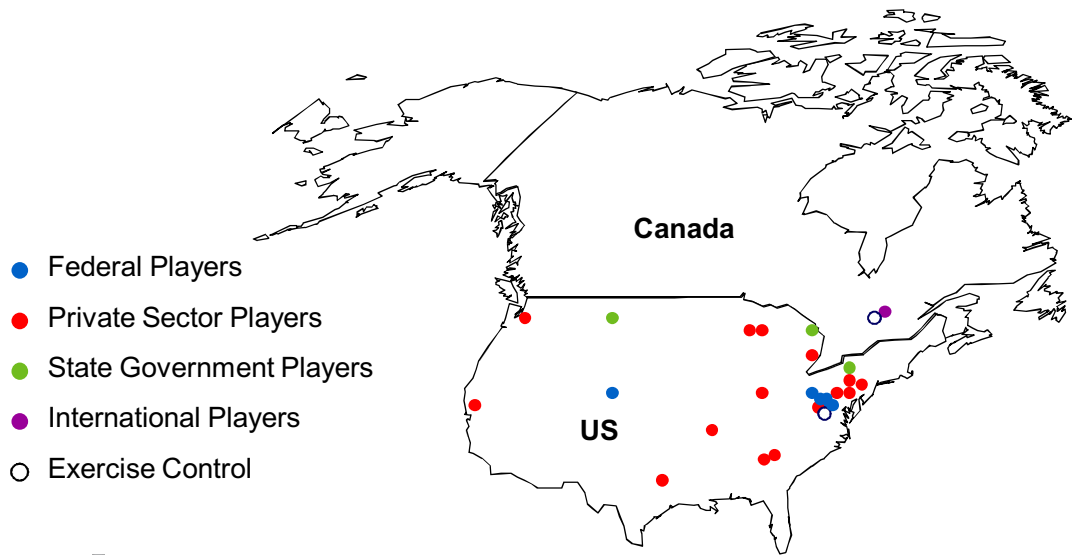 Canada
Federal Players
Private Sector Players
State Government Players
International Players
US
Exercise Control